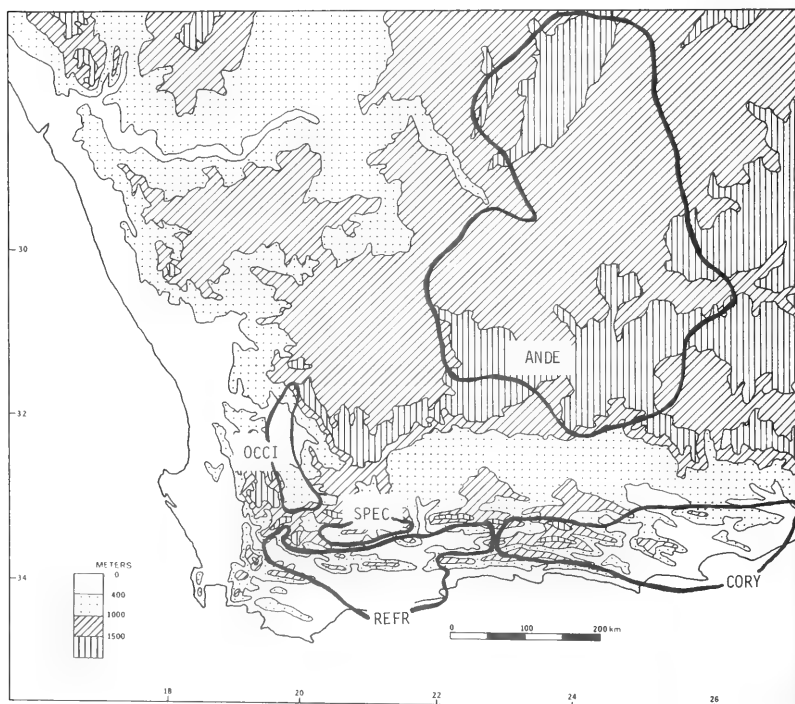 30
ANDE
32
OCCI
SPEC
METERS
0
400
1000
1500
34
CORY
REFR
0 100 200 km
18 20 22 24 26